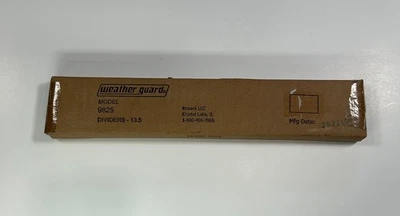 weather guard
MODEL
9825
DIVIDERS - 13.5
Knaack LLC
Crystal Lake, IL
Mfg Date: